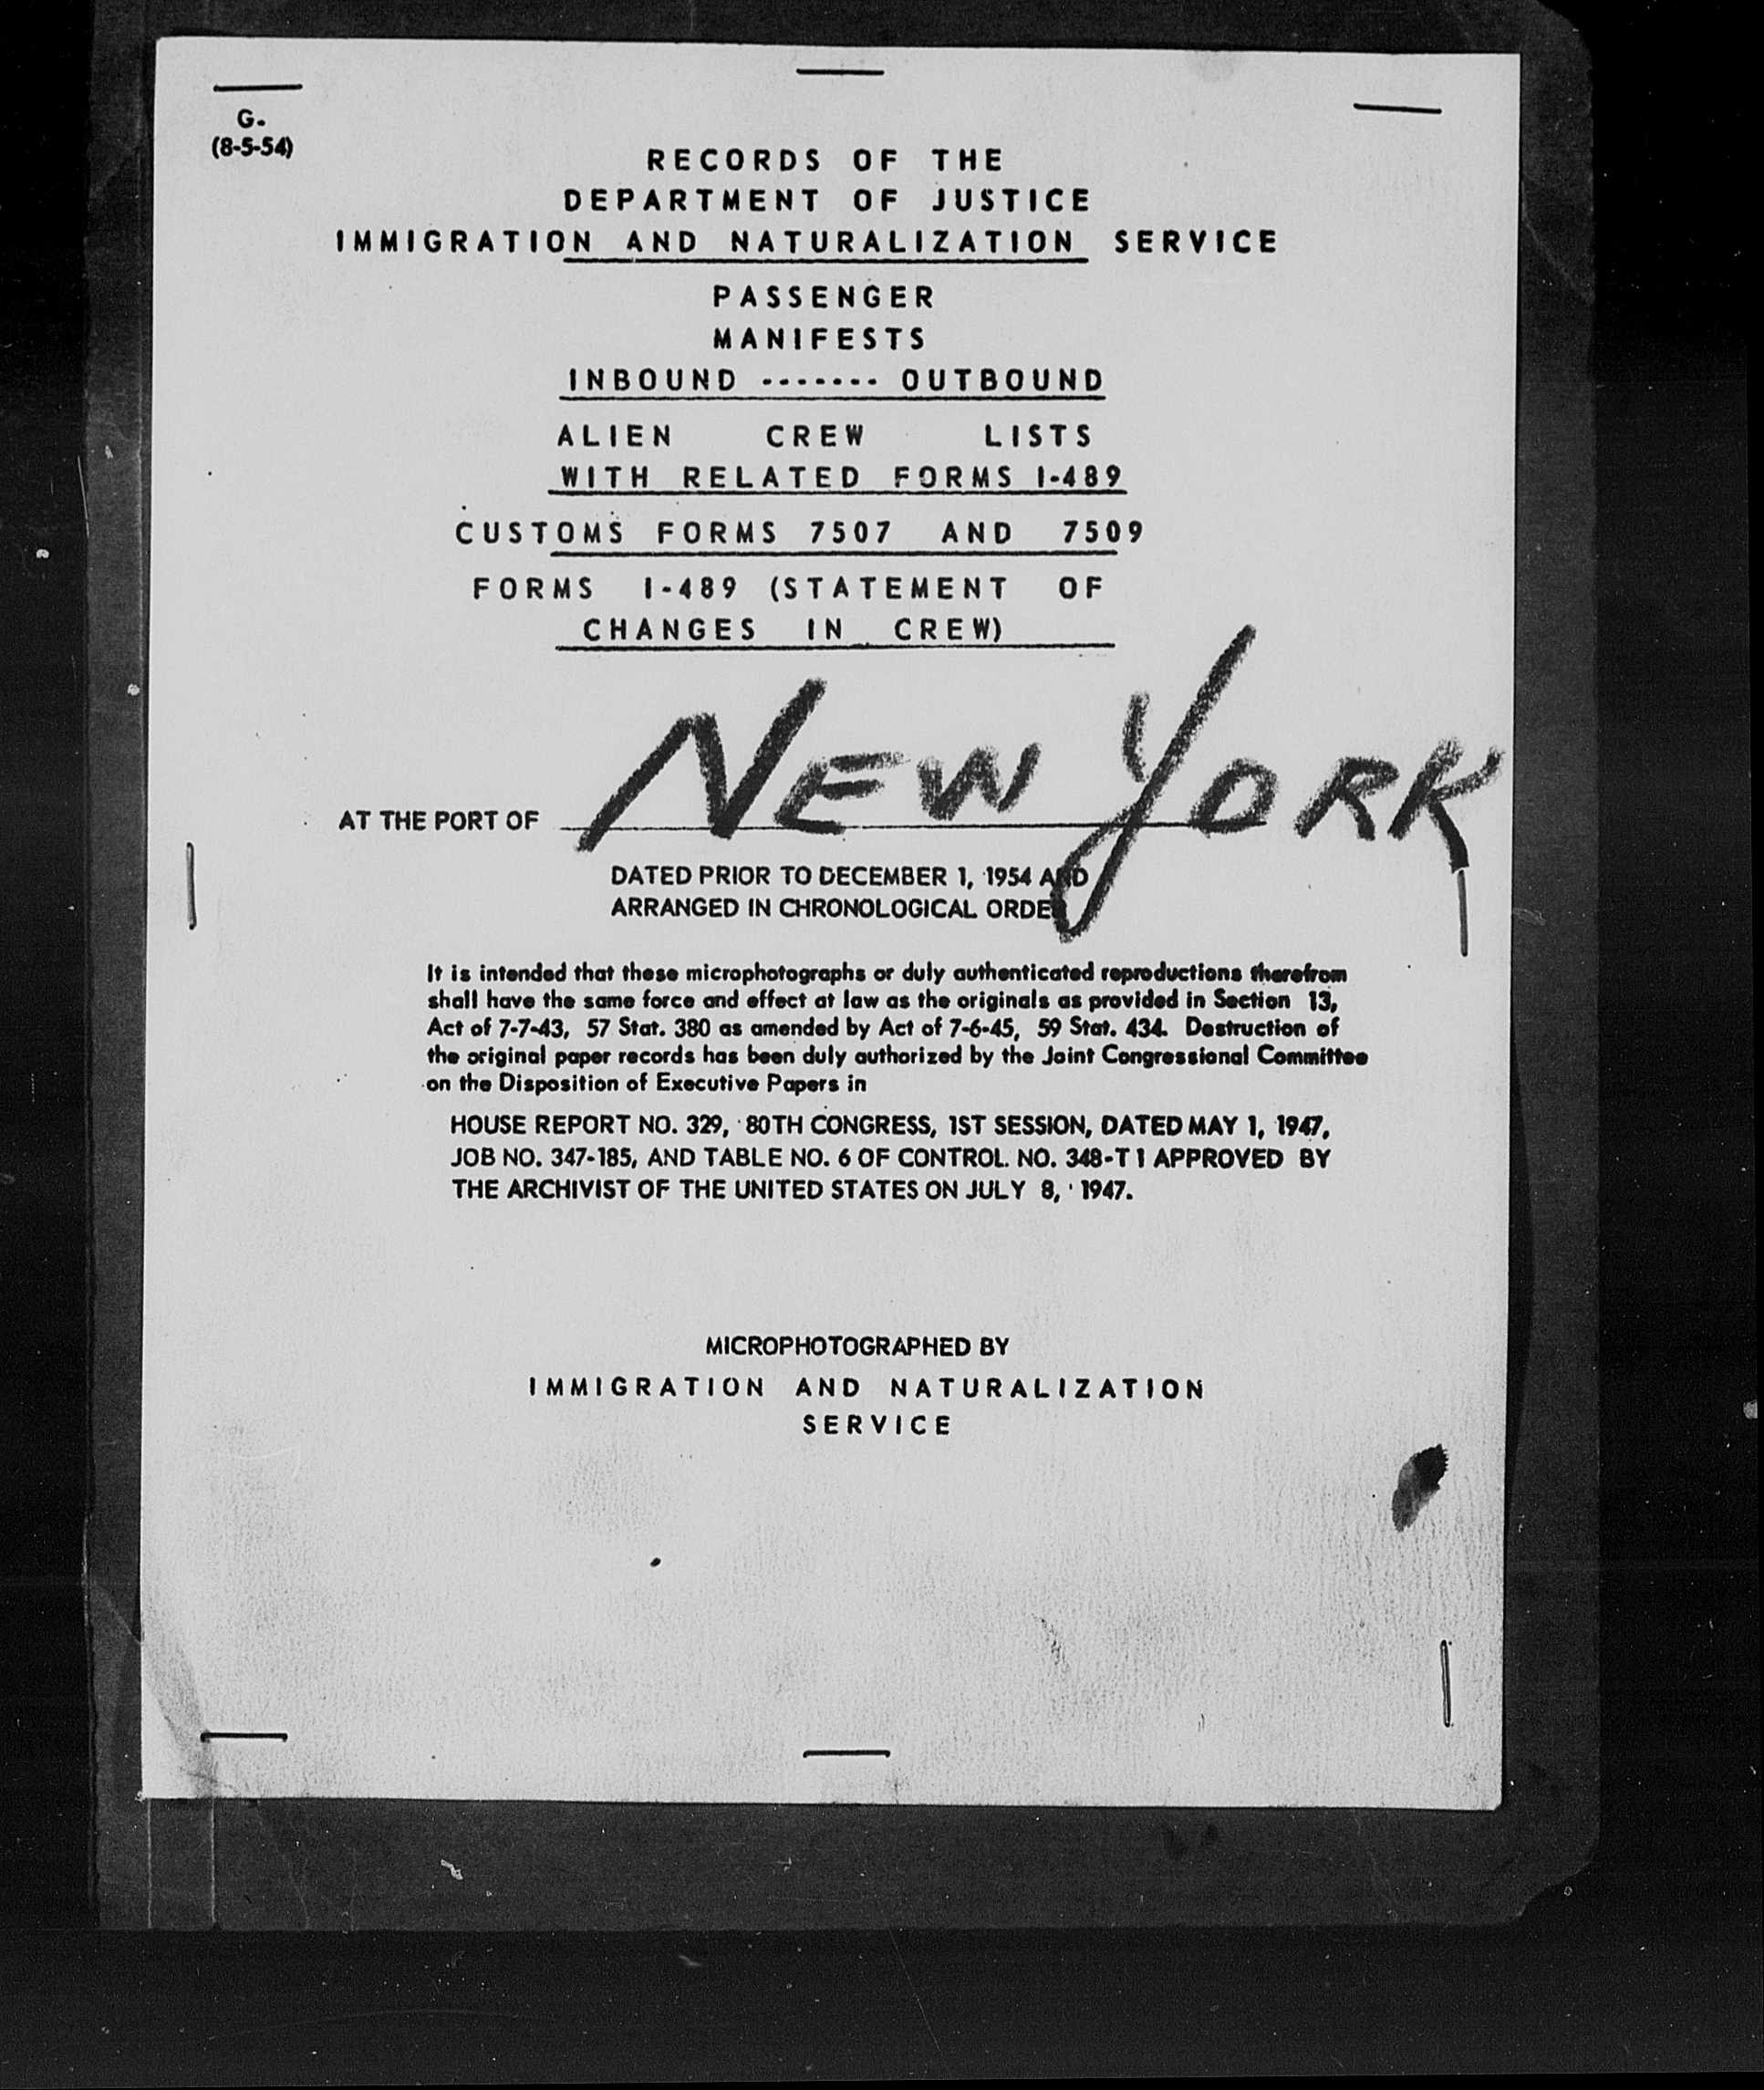 G.
(8-5-54)
RECORDS OF THE
DEPARTMENT OF JUSTICE
IMMIGRATION AND NATURALIZATION SERVICE
PASSENGER
MANIFESTS
INBOUND ------- OUTBOUND
ALIEN CREW LISTS
WITH RELATED FORMS I-489
CUSTOMS FORMS 7507 AND 7509
FORMS I-489 (STATEMENT OF
CHANGES IN CREW)
AT THE PORT OF NEW YORK
DATED PRIOR TO DECEMBER 1, 1954 AND
ARRANGED IN CHRONOLOGICAL ORDER
It is intended that these microphotographs or duly authenticated reproductions therefrom
shall have the same force and effect at law as the originals as provided in Section 13,
Act of 7-7-43, 57 Stat. 380 as amended by Act of 7-6-45, 59 Stat. 434. Destruction of
the original paper records has been duly authorized by the Joint Congressional Committee
on the Disposition of Executive Papers in
HOUSE REPORT NO. 329, 80TH CONGRESS, 1ST SESSION, DATED MAY 1, 1947,
JOB NO. 347-185, AND TABLE NO. 6 OF CONTROL. NO. 348-T1 APPROVED BY
THE ARCHIVIST OF THE UNITED STATES ON JULY 8, 1947.
MICROPHOTOGRAPHED BY
IMMIGRATION AND NATURALIZATION
SERVICE